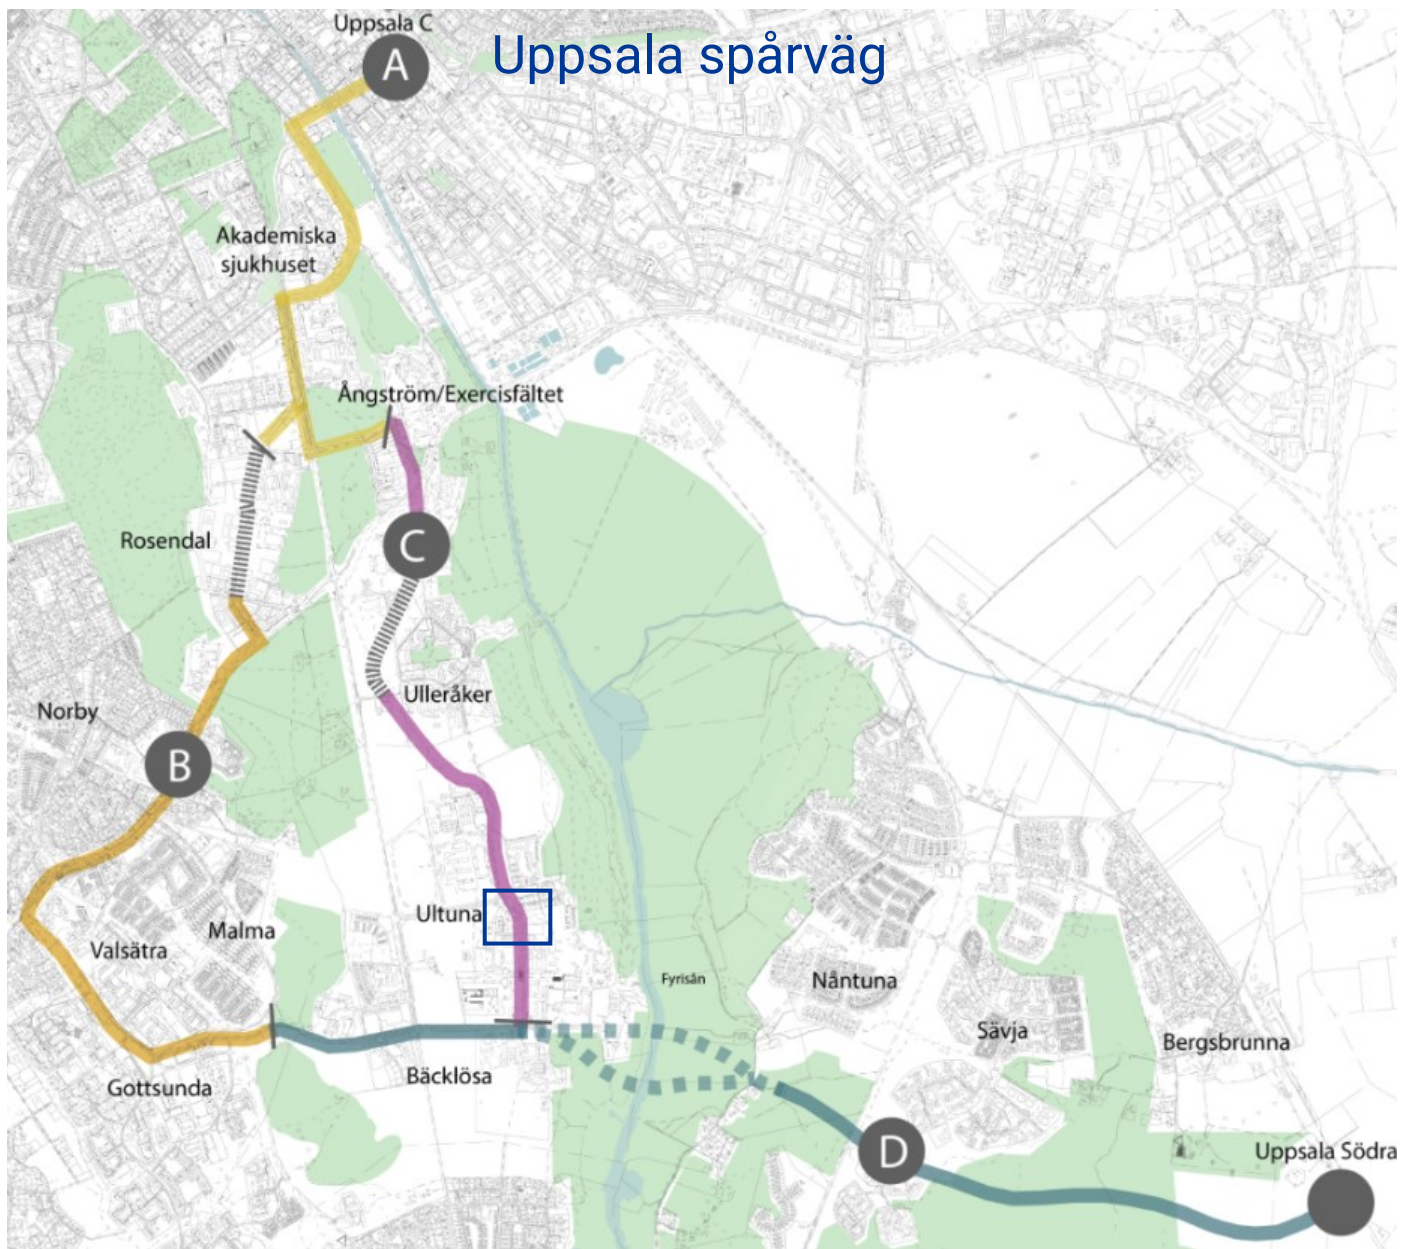 Uppsala C
Uppsala spårväg
A
Akademiska
sjukhuset
Ångström/Exercisfältet
Rosendal
C
Ulleråker
Norby
B
Ultuna
Malma
Valsätra
Fyrisån
Nåntuna
Sävja
Bergsbrunna
Bäcklösa
Gottsunda
D
Uppsala Södra